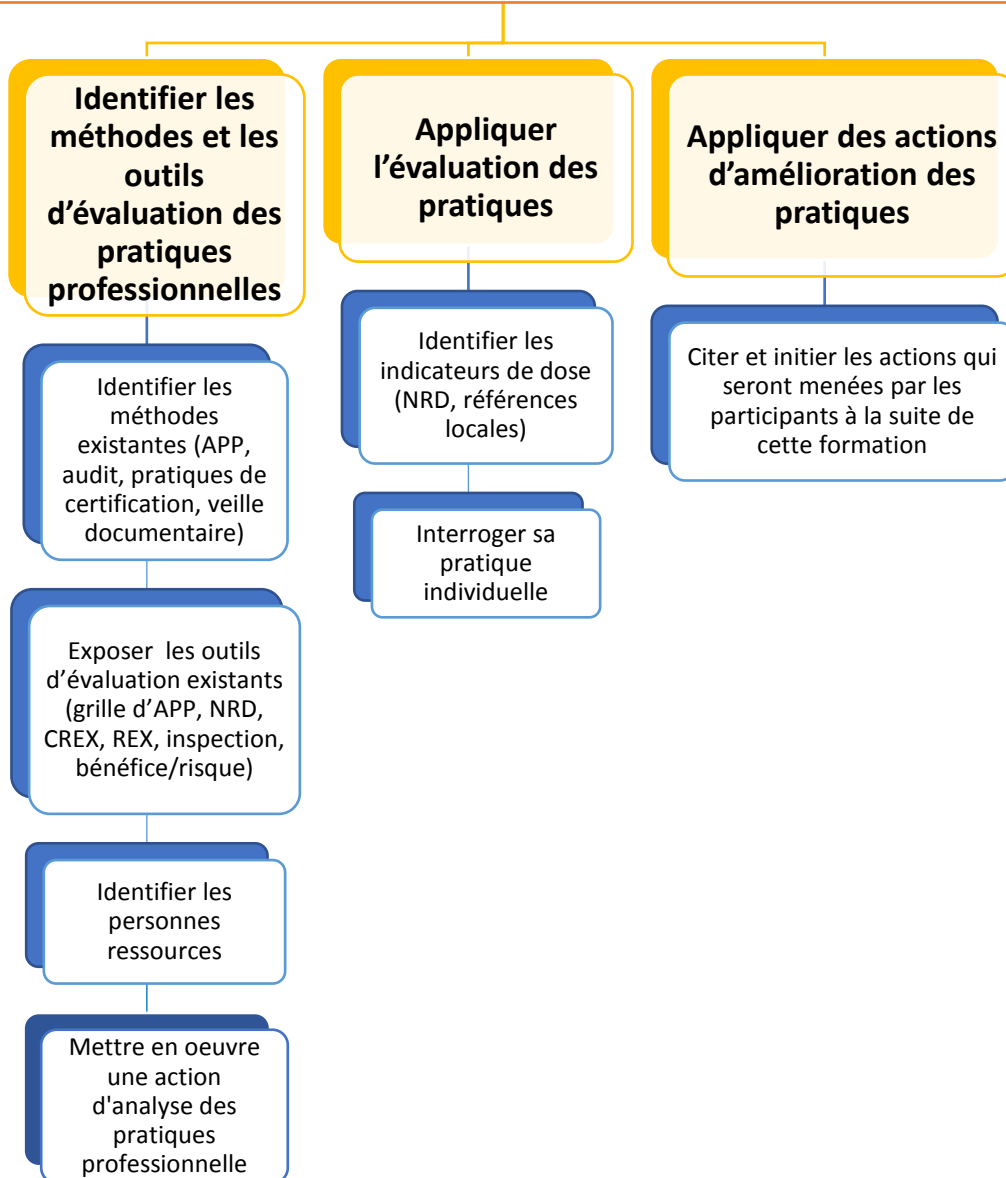 Identifier les
méthodes et les
outils
d’évaluation des
pratiques
professionnelles
Identifier les
méthodes
existantes (APP,
audit, pratiques de
certification, veille
documentaire)
Exposer  les outils
d’évaluation existants
(grille d’APP, NRD,
CREX, REX, inspection,
bénéfice/risque)
Identifier les
personnes
ressources
Mettre en oeuvre
une action
d'analyse des
pratiques
professionnelle
Appliquer
l’évaluation des
pratiques
Identifier les
indicateurs de dose
(NRD, références
locales)
Interroger sa
pratique
individuelle
Appliquer des actions
d’amélioration des
pratiques
Citer et initier les actions qui
seront menées par les
participants à la suite de
cette formation